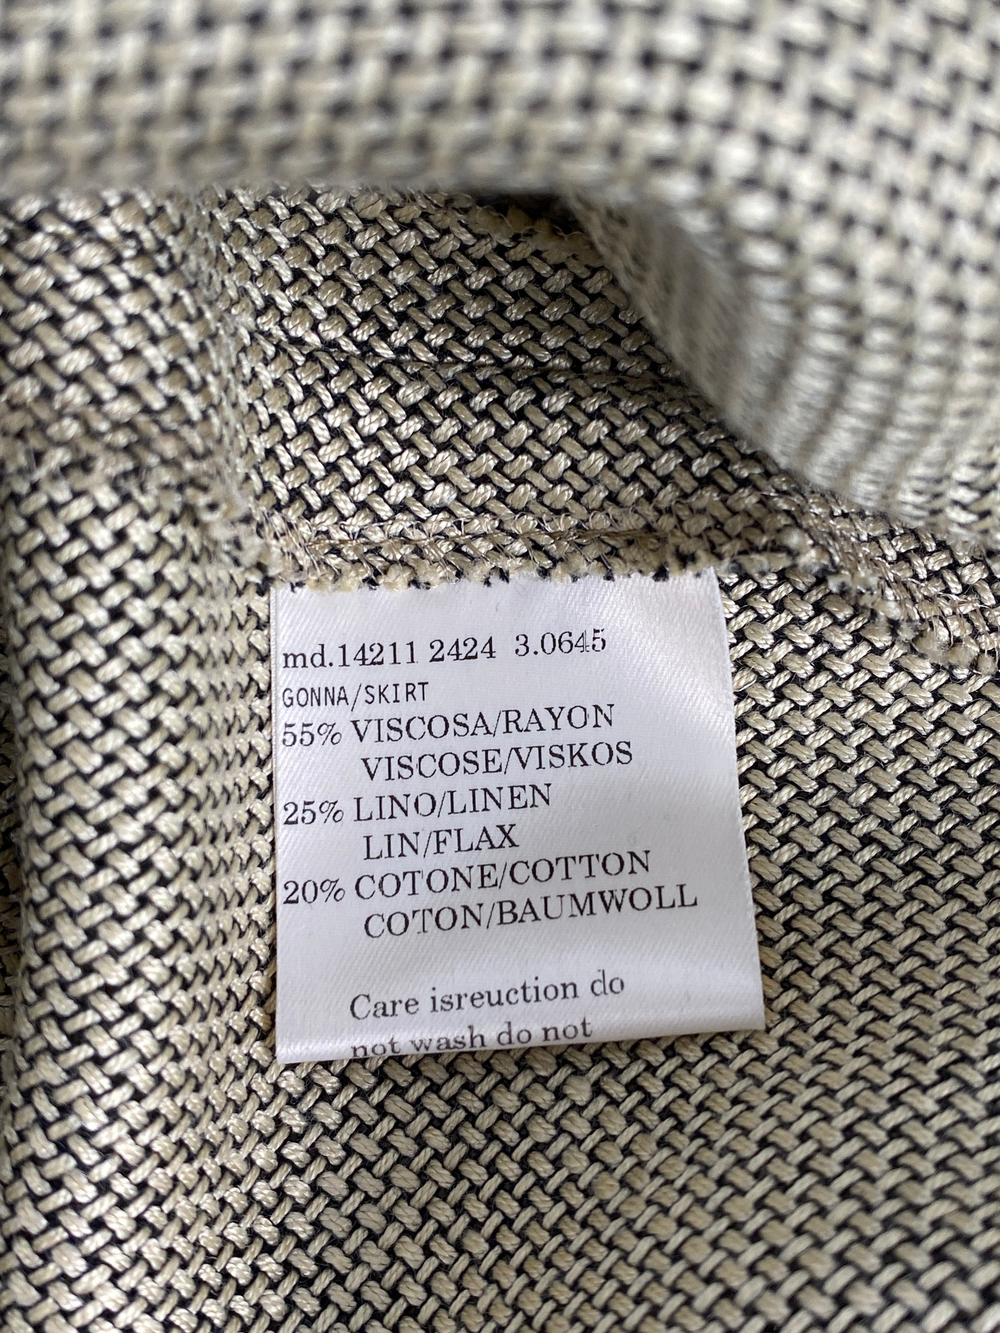 md.14211 2424 3.0645
GONNA/SKIRT
55% VISCOSA/RAYON
VISCOSE/VISKOS
25% LINO/LINEN
LIN/FLAX
20% COTONE/COTTON
COTON/BAUMWOLL
Care isreuction do
not wash do not